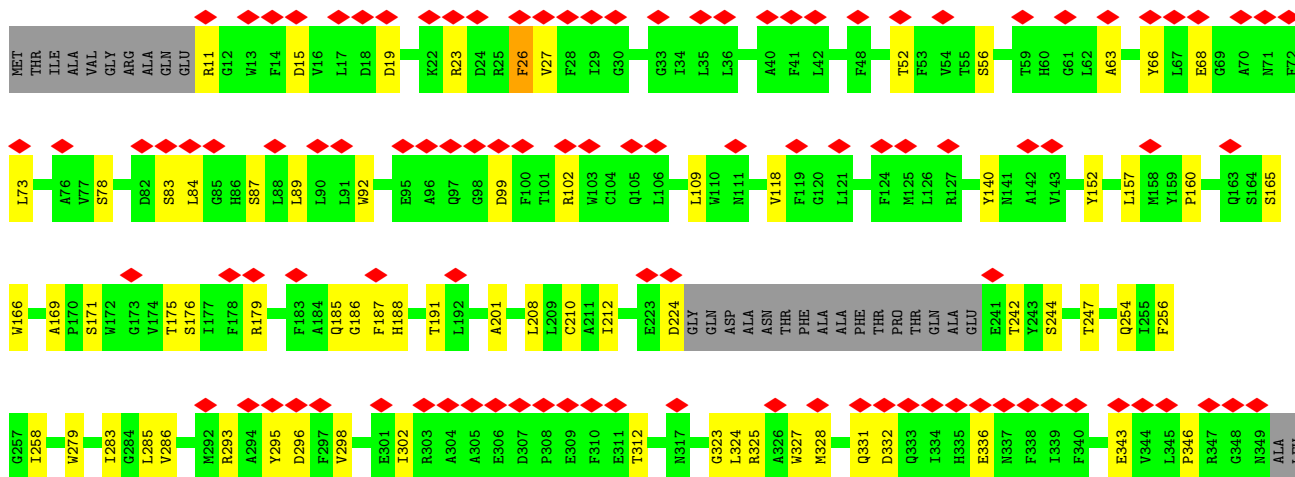 MET THR ILE ALA VAL GLY ARG ALA GLN GLU R11 G12 W13 F14 D15 V16 L17 D18 D19 K22 R23 D24 R25 F26 V27 F28 I29 G30 G33 I34 L35 L36 A40 F41 L42 F48 T52 F53 V54 T55 S56 T59 H60 G61 L62 A63 Y66 L67 E68 G69 A70 N71 F72
L73 A76 V77 S78 D82 S83 L84 G85 H86 S87 L88 L89 L90 L91 W92 E95 A96 Q97 G98 D99 F100 T101 R102 W103 C104 Q105 L106 L109 W110 N111 V118 F119 G120 L121 F124 M125 L126 R127 Y140 N141 A142 V143 Y152 L157 M158 Y159 P160 Q163 S164 S165
W166 A169 P170 S171 W172 G173 V174 T175 S176 I177 F178 R179 F183 A184 Q185 G186 F187 H188 T191 L192 A201 L208 L209 C210 A211 I212 E223 D224 GLY GLN ASP ALA ASN THR PHE ALA ALA PHE THR PRO THR GLN ALA GLU E241 T242 Y243 S244 T247 Q254 I255 F256
G257 I258 W279 I283 G284 L285 V286 M292 R293 A294 Y295 D296 F297 V298 E301 I302 R303 A304 A305 E306 D307 P308 E309 F310 E311 T312 N317 G323 L324 R325 A326 W327 M328 Q331 D332 Q333 I334 H335 E336 N337 F338 I339 F340 E343 V344 L345 P346 R347 G348 N349 ALA LEU